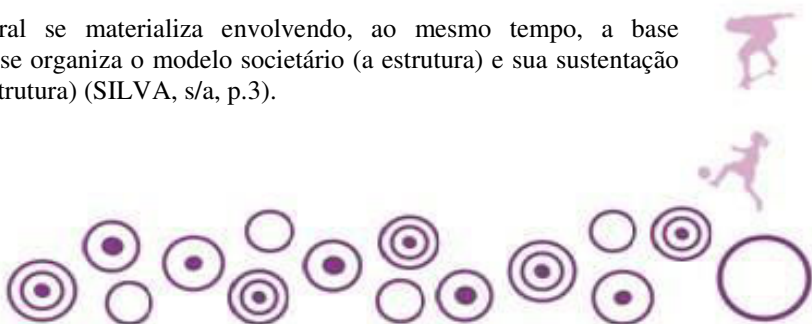 ral se materializa envolvendo, ao mesmo tempo, a base
se organiza o modelo societário (a estrutura) e sua sustentação
trutura) (SILVA, s/a, p.3).